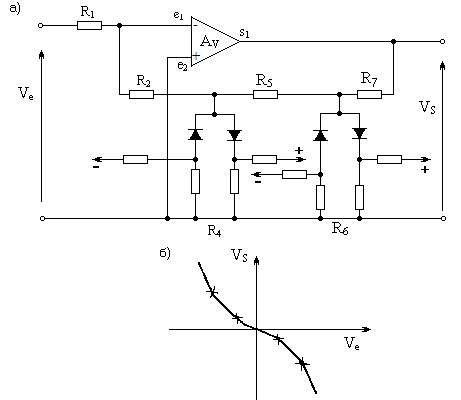 а)
R1
e1
-
Av
s1
e2
+
R2
R5
R7
Ve
VS
+
-
-
+
R4
R6
б)
VS
Ve